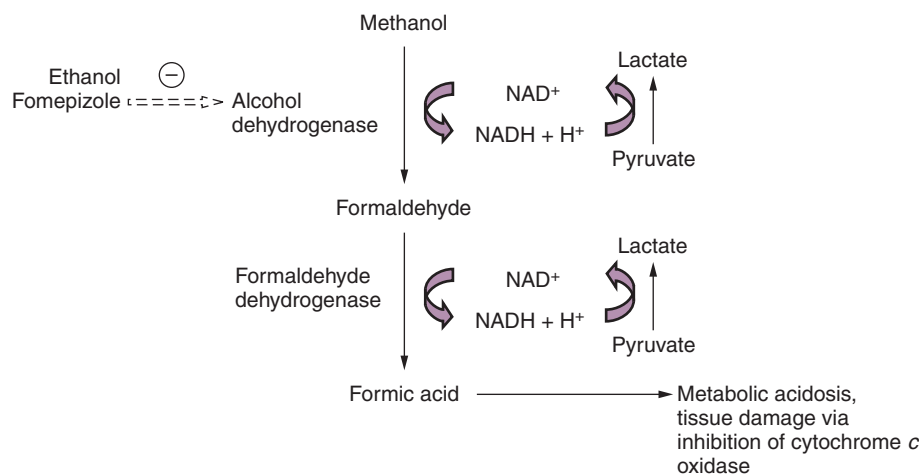 Methanol
Ethanol
Fomepizole
−
Alcohol
dehydrogenase
NAD⁺
NADH + H⁺
Lactate
Pyruvate
Formaldehyde
Formaldehyde
dehydrogenase
NAD⁺
NADH + H⁺
Lactate
Pyruvate
Formic acid
Metabolic acidosis,
tissue damage via
inhibition of cytochrome c
oxidase